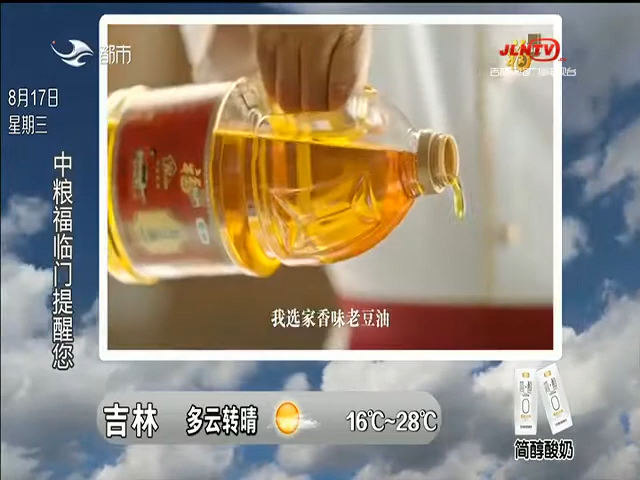 都市
JLNTV
8月17日
星期三
中粮福临门提醒您
我选家香味老豆油
吉林 多云转晴 16℃~28℃
简醇酸奶